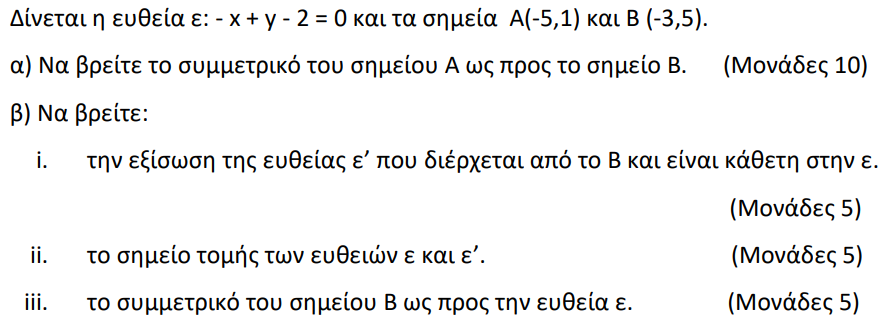 Δίνεται η ευθεία ε: - x + y - 2 = 0 και τα σημεία Α(-5,1) και Β (-3,5).
α) Να βρείτε το συμμετρικό του σημείου Α ως προς το σημείο Β. (Μονάδες 10)
β) Να βρείτε:
i. την εξίσωση της ευθείας ε’ που διέρχεται από το Β και είναι κάθετη στην ε.
(Μονάδες 5)
ii. το σημείο τομής των ευθειών ε και ε’. (Μονάδες 5)
iii. το συμμετρικό του σημείου Β ως προς την ευθεία ε. (Μονάδες 5)